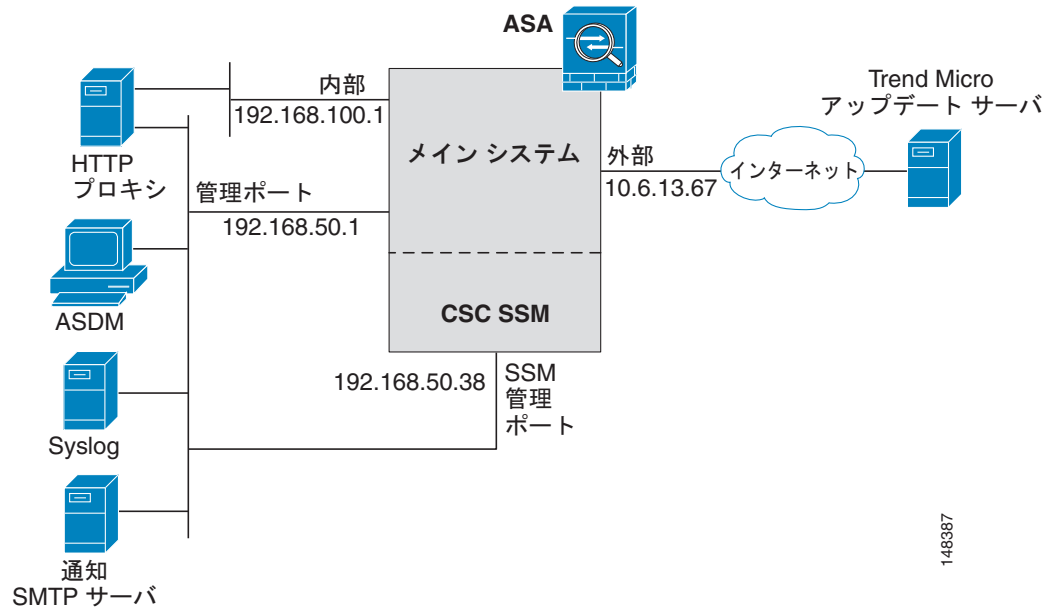 ASA
Trend Micro
アップデート サーバ
内部
192.168.100.1
メイン システム
外部
10.6.13.67
インターネット
HTTP
プロキシ
管理ポート
192.168.50.1
ASDM
CSC SSM
192.168.50.38
SSM
管理
ポート
Syslog
通知
SMTP サーバ
148387